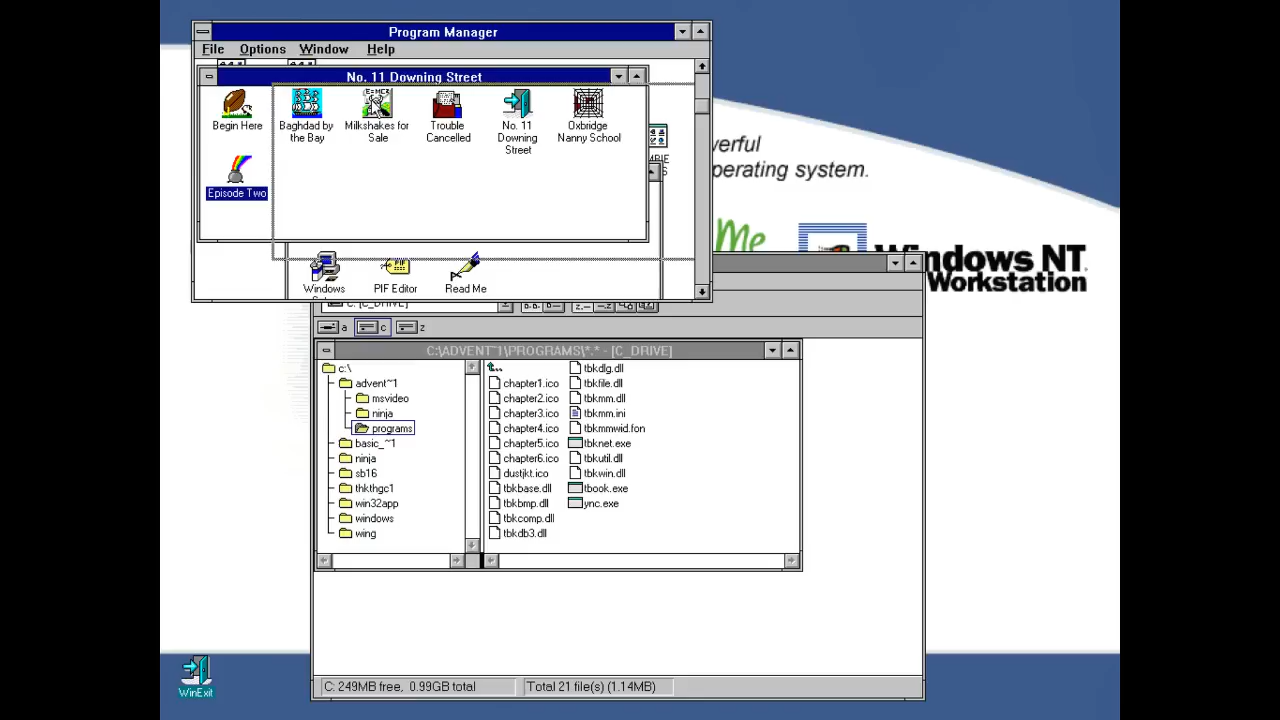 Program Manager
File Options Window Help
No. 11 Downing Street
Begin Here
Baghdad by
the Bay
Milkshakes for
Sale
Trouble
Cancelled
No. 11
Downing
Street
Oxbridge
Nanny School
Episode Two
Windows
PIF Editor
Read Me
erful
perating system.
Me
Windows NT
Workstation
C: [C_DRIVE]
a c z
C:\ADVENT~1\PROGRAMS\*.* - [C_DRIVE]
c:\
advent~1
msvideo
ninja
programs
basic_~1
ninja
sb16
thkthgc1
win32app
windows
wing
chapter1.ico
chapter2.ico
chapter3.ico
chapter4.ico
chapter5.ico
chapter6.ico
dustjkt.ico
tbkbase.dll
tbkbmp.dll
tbkcomp.dll
tbkdb3.dll
tbkdlg.dll
tbkfile.dll
tbkmm.dll
tbkmm.ini
tbkmmwid.fon
tbknet.exe
tbkutil.dll
tbkwin.dll
tbook.exe
ync.exe
C: 249MB free, 0.99GB total
Total 21 file(s) (1.14MB)
WinExit